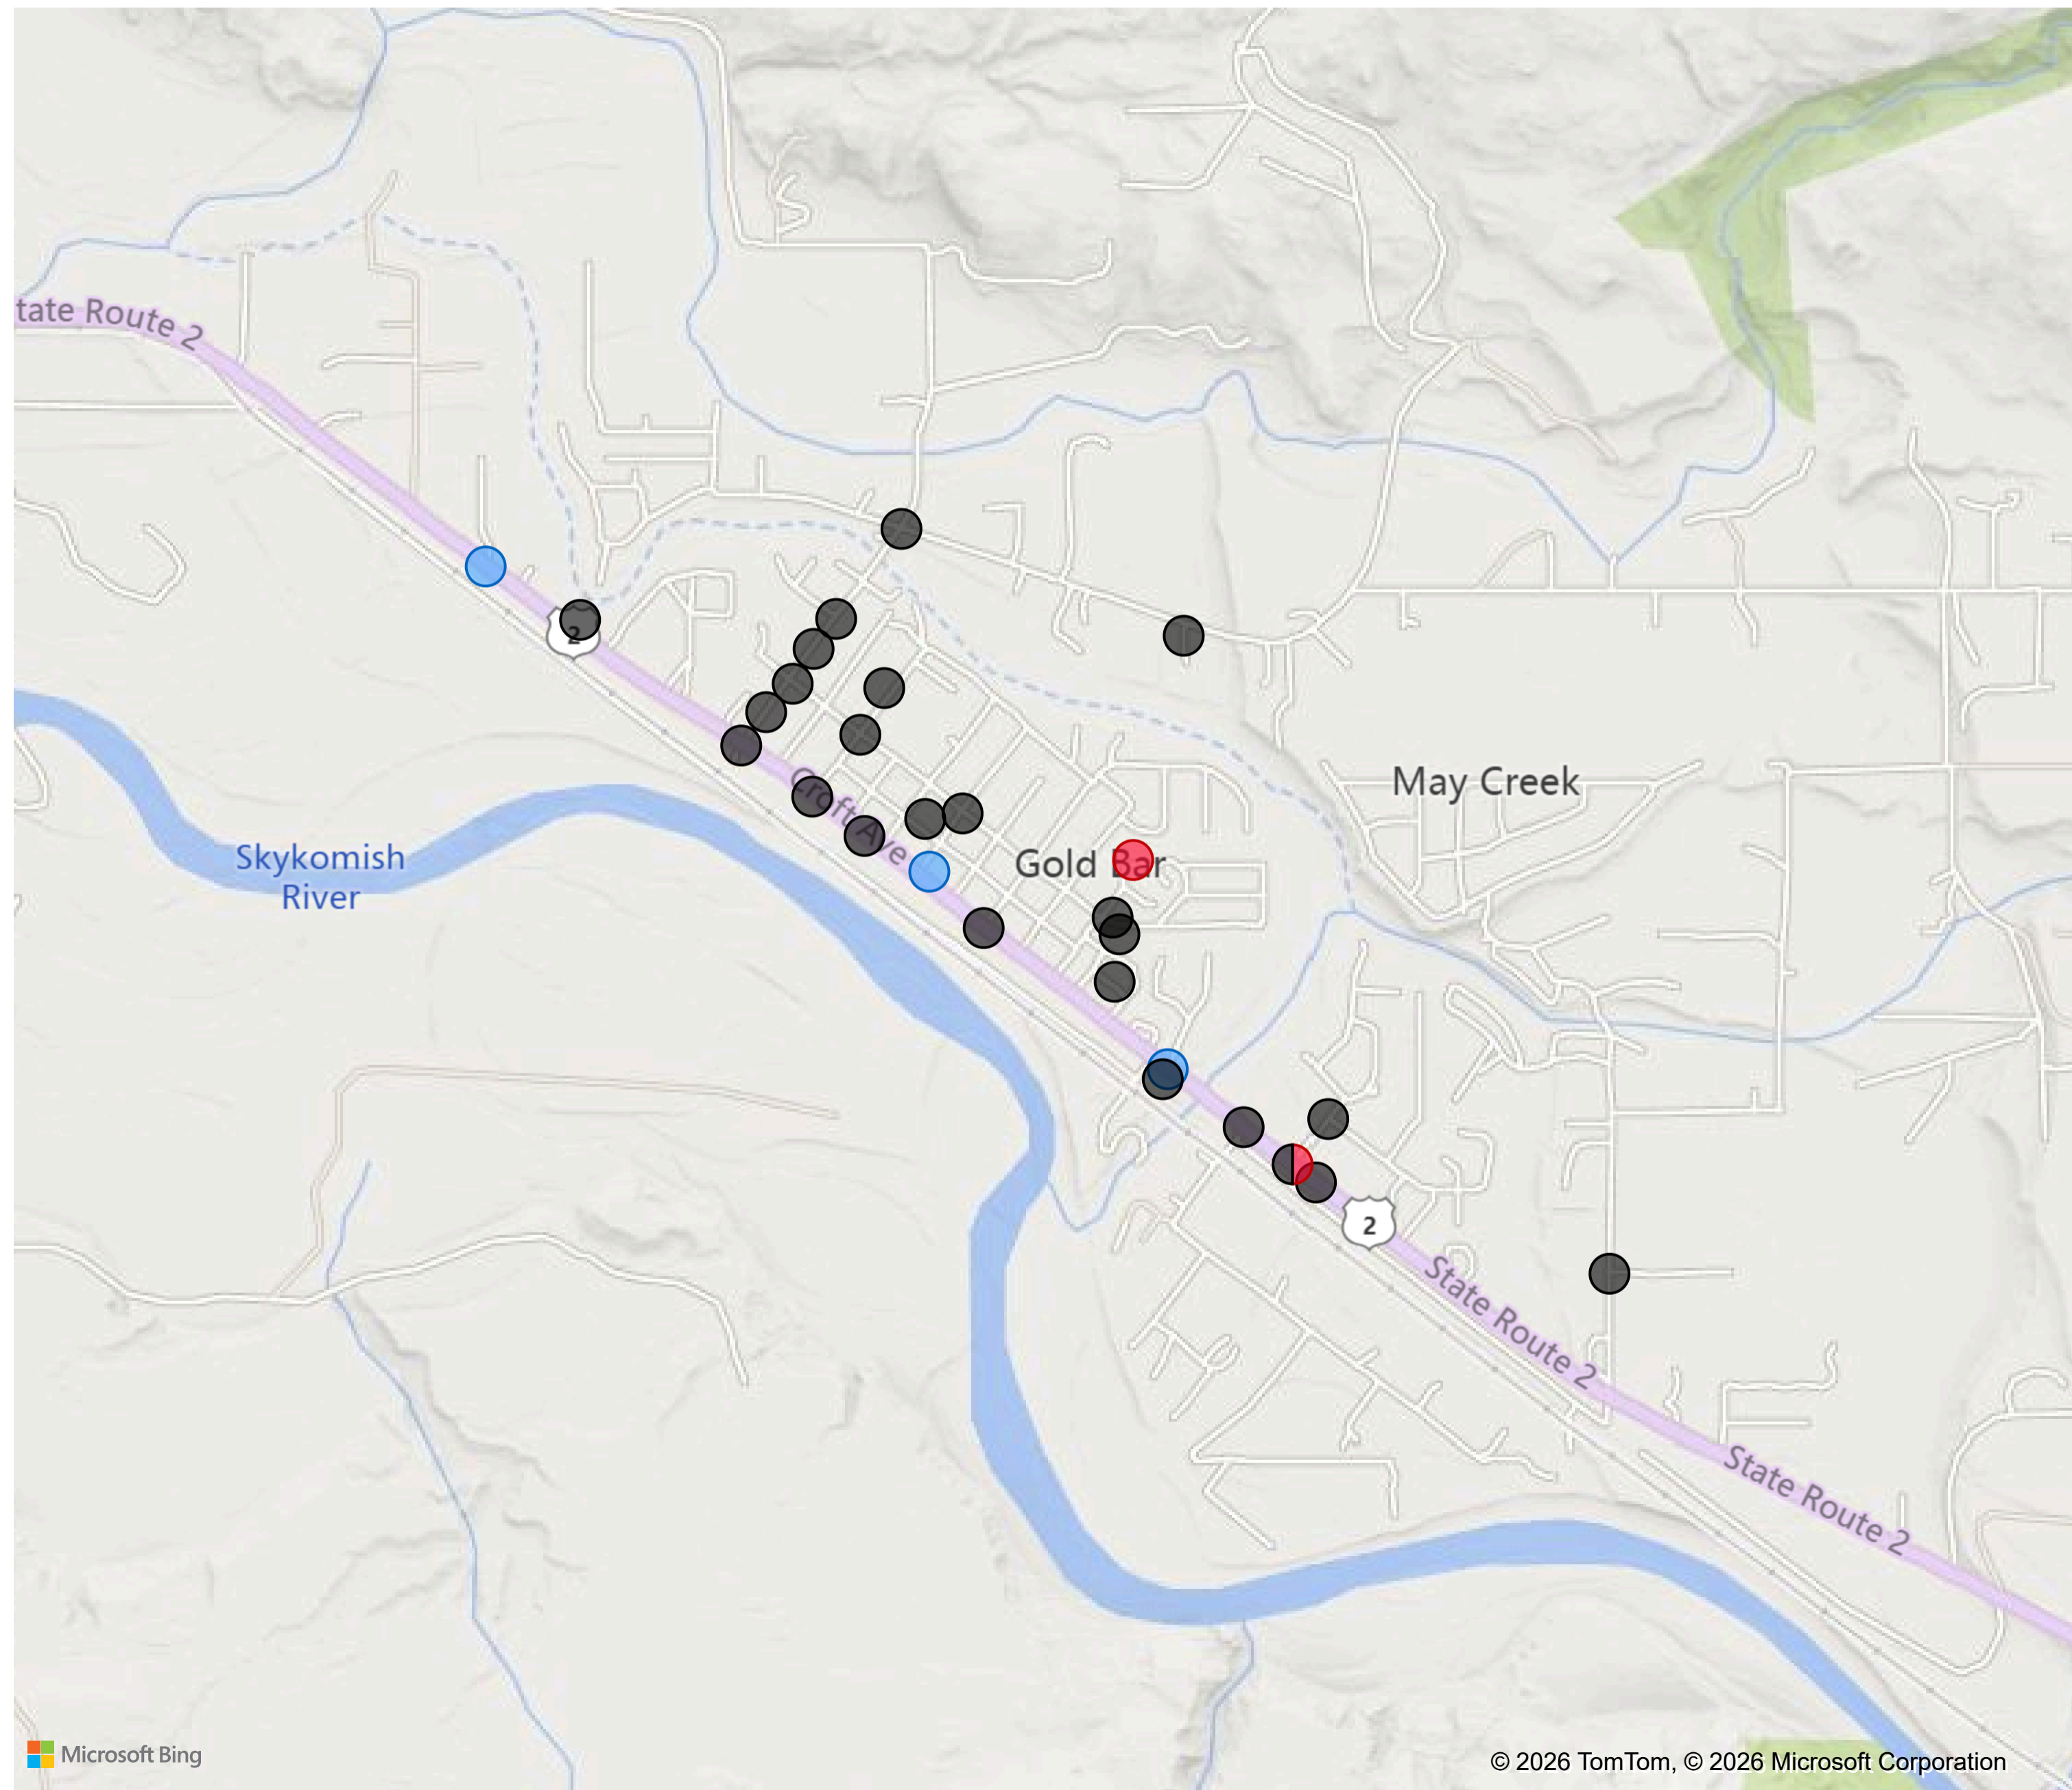 tate Route 2
2
Croft Ave
May Creek
Gold Bar
Skykomish
River
2
State Route 2
State Route 2
Microsoft Bing
© 2026 TomTom, © 2026 Microsoft Corporation